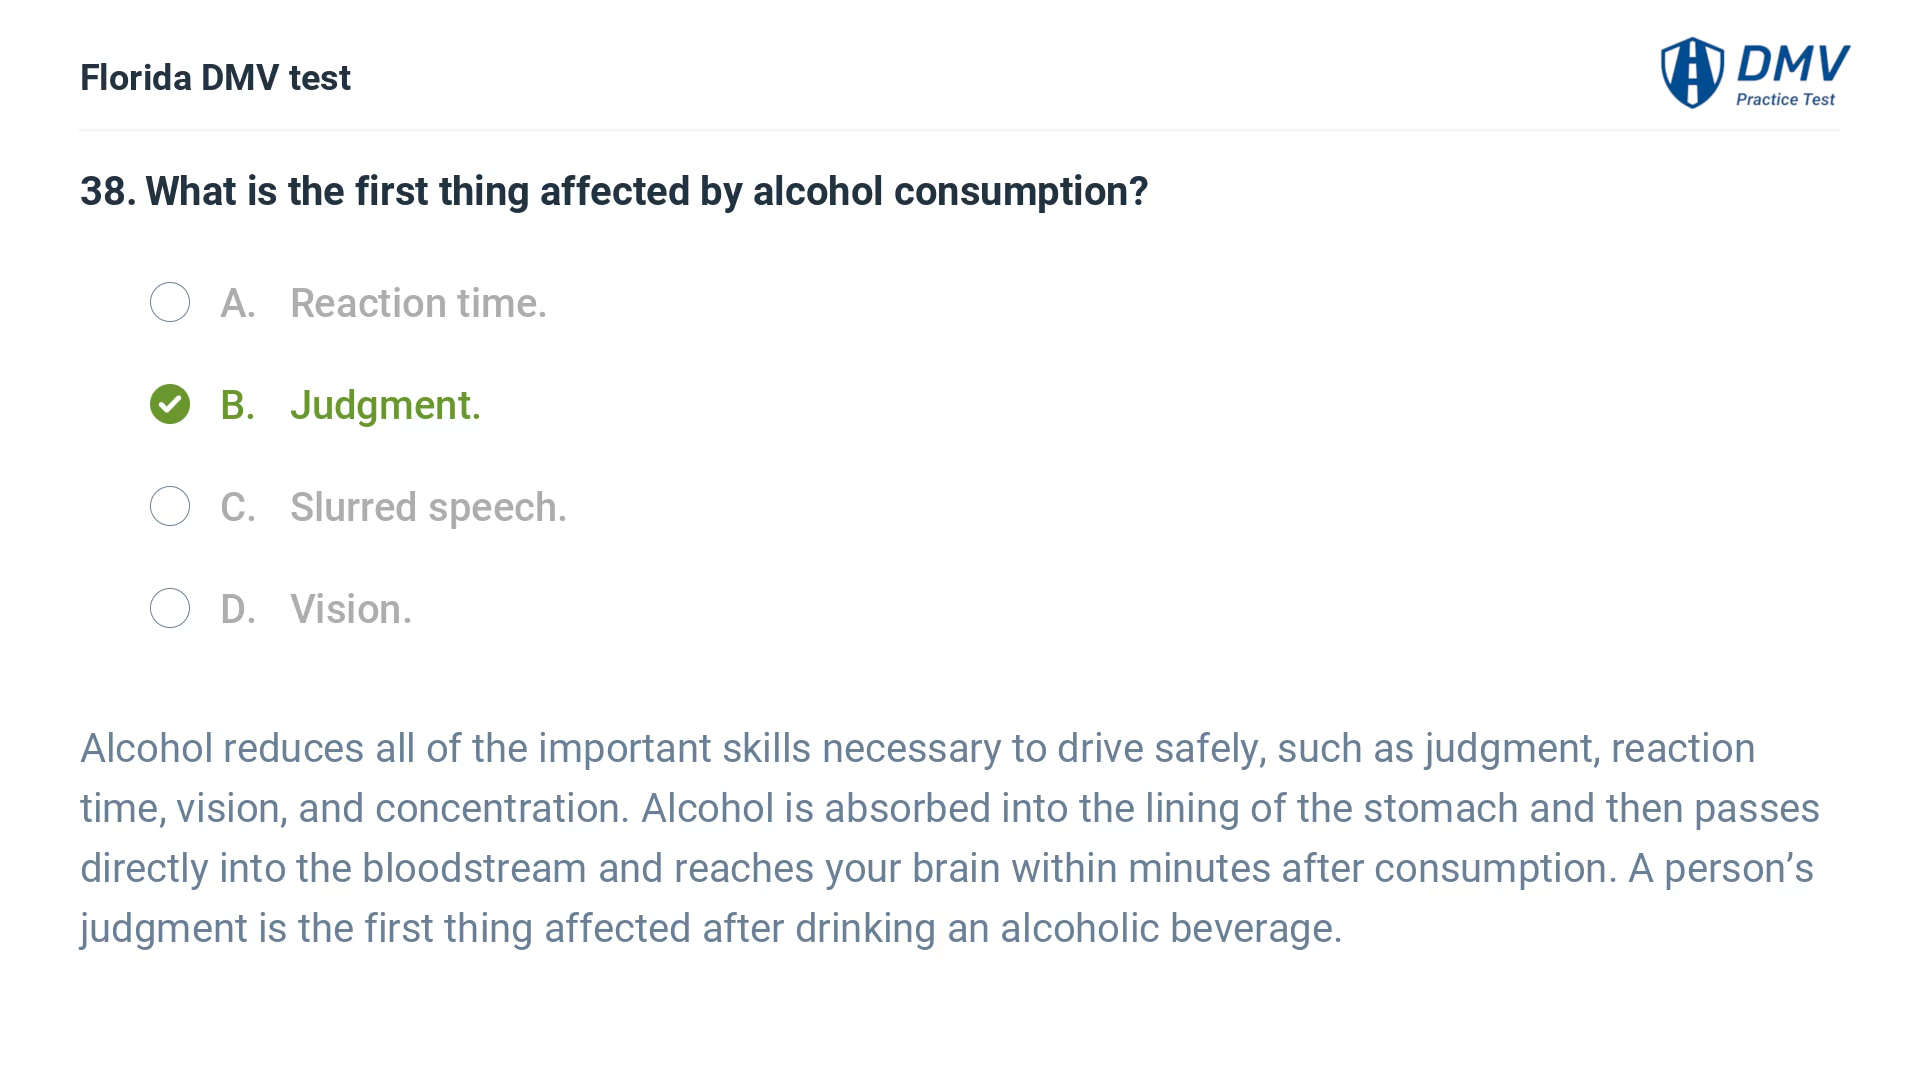 Florida DMV test
DMV
Practice Test
38. What is the first thing affected by alcohol consumption?
A. Reaction time.
B. Judgment.
C. Slurred speech.
D. Vision.
Alcohol reduces all of the important skills necessary to drive safely, such as judgment, reaction
time, vision, and concentration. Alcohol is absorbed into the lining of the stomach and then passes
directly into the bloodstream and reaches your brain within minutes after consumption. A person’s
judgment is the first thing affected after drinking an alcoholic beverage.